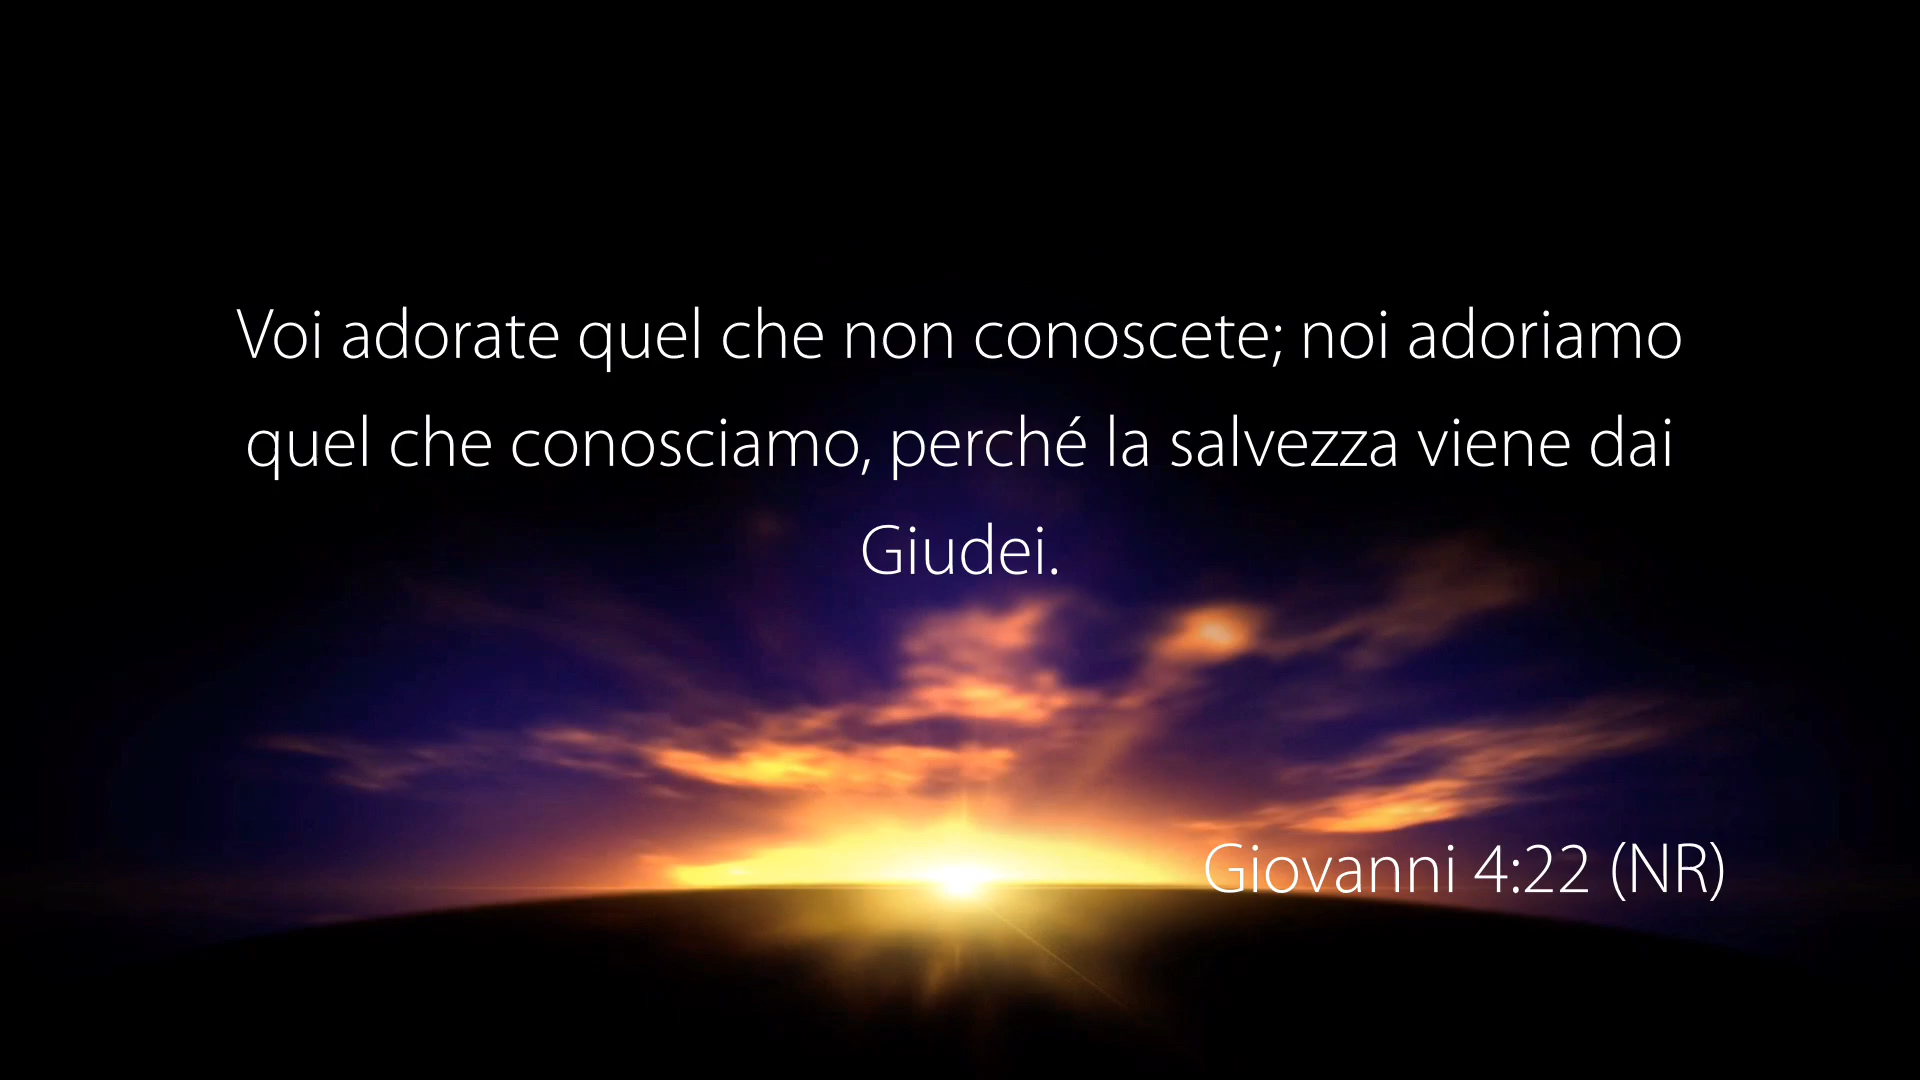 Voi adorate quel che non conoscete; noi adoriamo
quel che conosciamo, perché la salvezza viene dai
Giudei.
Giovanni 4:22 (NR)